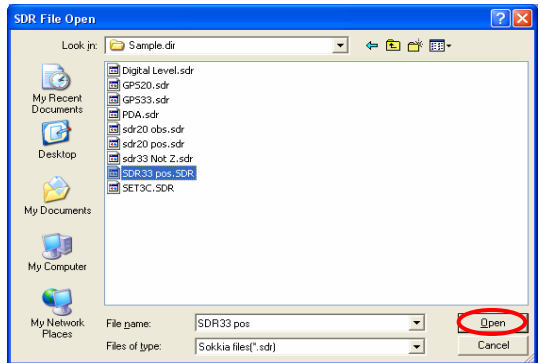 SDR File Open
Look in:
Sample.dir
My Recent
Documents
Desktop
My Documents
My Computer
My Network
Places
Digital Level.sdr
GPS20.sdr
GPS33.sdr
PDA.sdr
sdr20 obs.sdr
sdr20 pos.sdr
sdr33 Not Z.sdr
SDR33 pos.SDR
SET3C.SDR
File name:
SDR33 pos
Open
Files of type:
Sokkia files(*.sdr)
Cancel